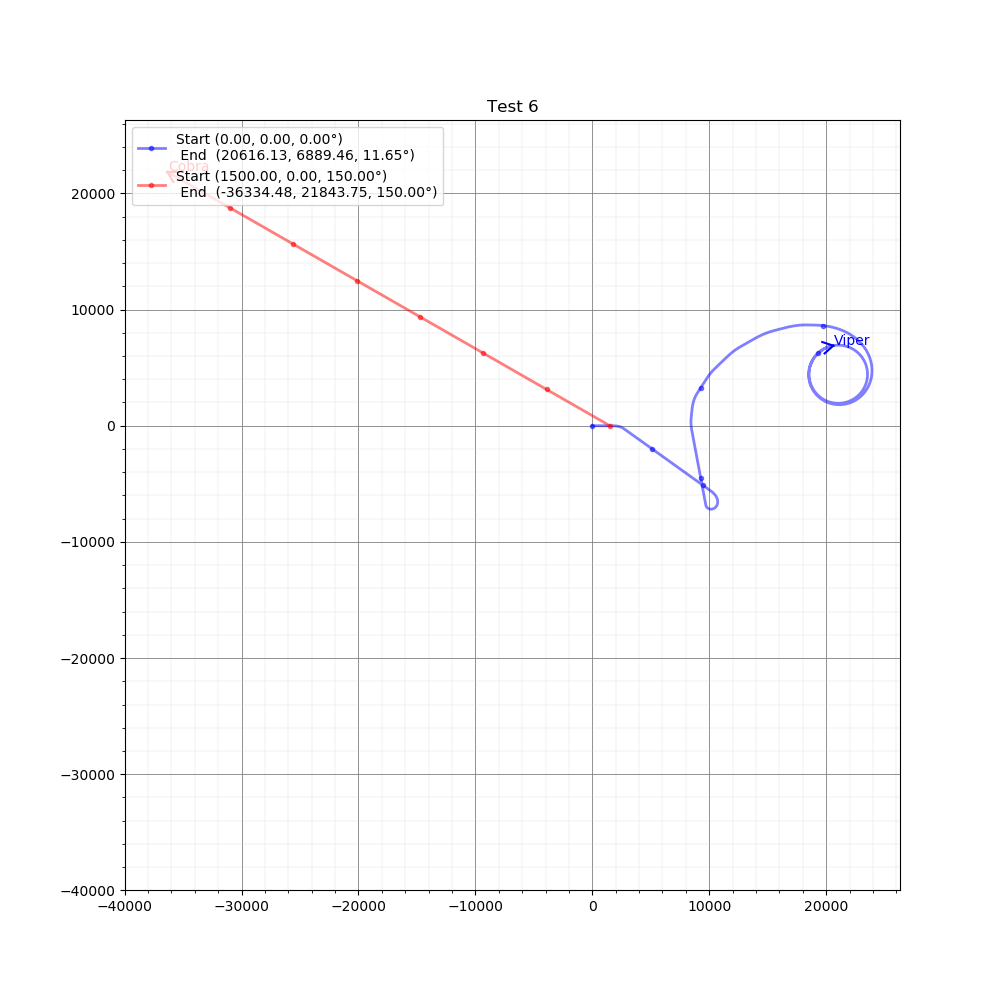 Test 6
Start (0.00, 0.00, 0.00°)
End  (20616.13, 6889.46, 11.65°)
Start (1500.00, 0.00, 150.00°)
End  (-36334.48, 21843.75, 150.00°)
Cobra
Viper
20000
10000
0
−10000
−20000
−30000
−40000
−40000 −30000 −20000 −10000 0 10000 20000